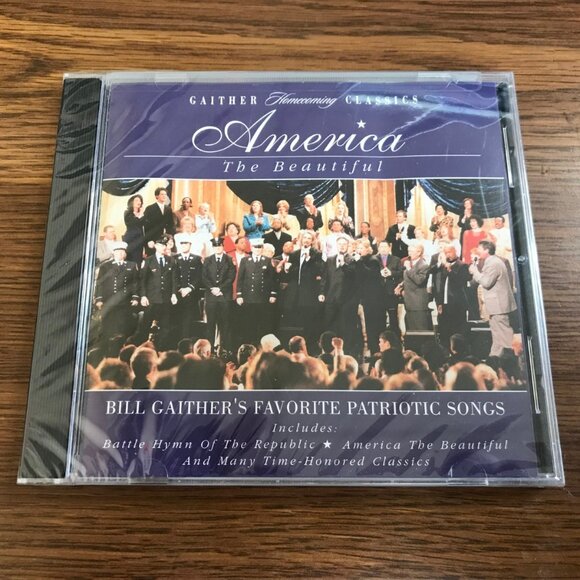 GAITHER Homecoming CLASSICS
America
The Beautiful
BILL GAITHER'S FAVORITE PATRIOTIC SONGS
Includes:
Battle Hymn Of The Republic ★ America The Beautiful
And Many Time-Honored Classics